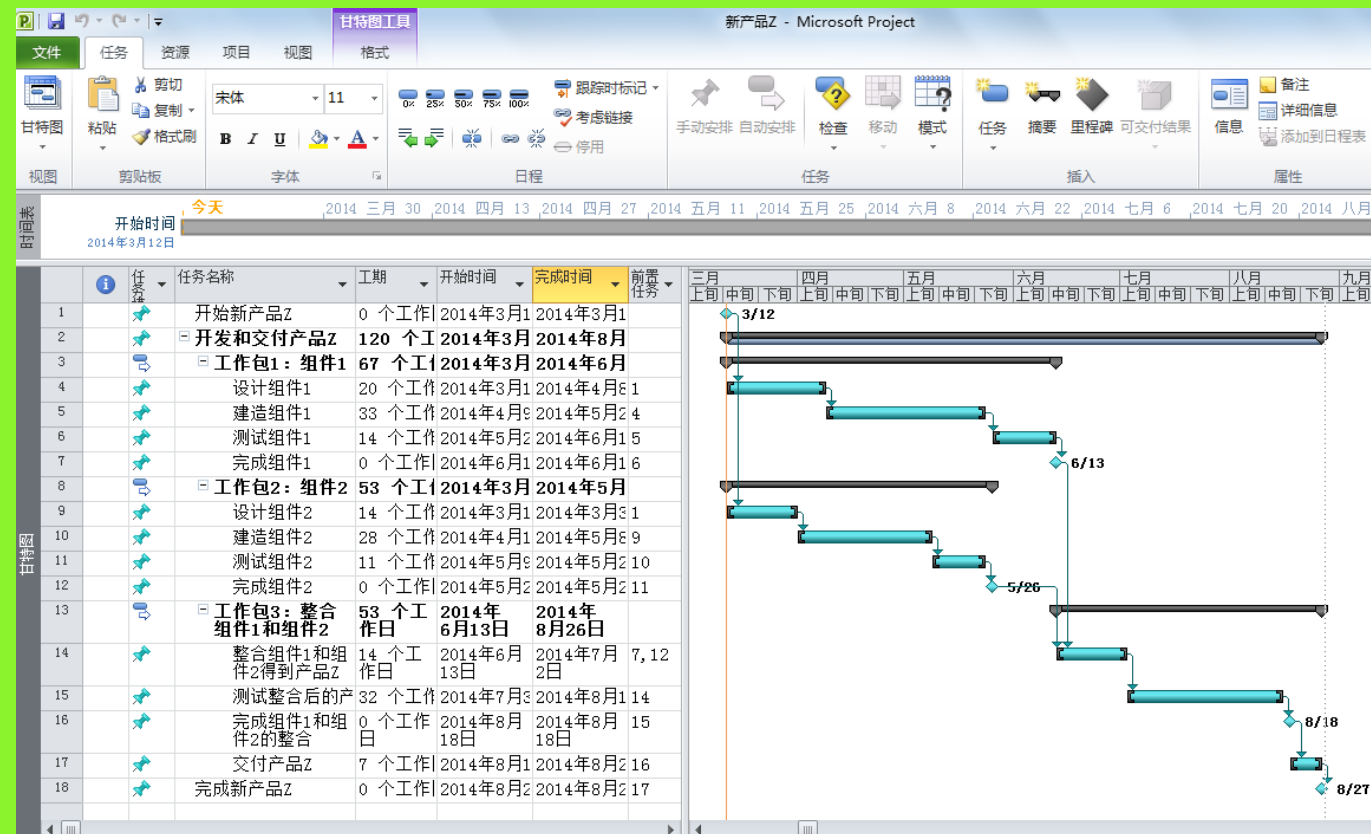 甘特图工具
新产品Z - Microsoft Project
文件 任务 资源 项目 视图 格式
剪切
宋体 11
0% 25% 50% 75% 100%
跟踪时标记
备注
复制
考虑链接
详细信息
甘特图 粘贴 格式刷
B I U A
停用
手动安排 自动安排 检查 移动 模式 任务 摘要 里程碑 可交付结果 信息
添加到日程表
视图 剪贴板 字体 日程 任务 插入 属性
时间表
今天 2014 三月 30 2014 四月 13 2014 四月 27 2014 五月 11 2014 五月 25 2014 六月 8 2014 六月 22 2014 七月 6 2014 七月 20 2014 八月
开始时间
2014年3月12日
任务 任务名称 工期 开始时间 完成时间 前置任务
三月 四月 五月 六月 七月 八月 九月
上旬 中旬 下旬 上旬 中旬 下旬 上旬 中旬 下旬 上旬 中旬 下旬 上旬 中旬 下旬 上旬 中旬 下旬 上旬
1 开始新产品Z 0 个工作 2014年3月1 2014年3月1 3/12
2 开发和交付产品Z 120 个工 2014年3月 2014年8月
3 工作包1：组件1 67 个工 2014年3月 2014年6月
4 设计组件1 20 个工作 2014年3月1 2014年4月8 1
5 建造组件1 33 个工作 2014年4月9 2014年5月2 4
6 测试组件1 14 个工作 2014年5月2 2014年6月1 5
7 完成组件1 0 个工作 2014年6月1 2014年6月1 6 6/13
8 工作包2：组件2 53 个工 2014年3月 2014年5月
9 设计组件2 14 个工作 2014年3月1 2014年3月3 1
10 建造组件2 28 个工作 2014年4月1 2014年5月8 9
11 测试组件2 11 个工作 2014年5月9 2014年5月2 10
12 完成组件2 0 个工作 2014年5月2 2014年5月2 11 5/26
甘特图
13 工作包3：整合 53 个工 2014年 2014年
组件1和组件2 作日 6月13日 8月26日
14 整合组件1和组 14 个工 2014年6月 2014年7月 7,12
件2得到产品Z 作日 13日 2日
15 测试整合后的产 32 个工作 2014年7月3 2014年8月1 14
16 完成组件1和组 0 个工作 2014年8月 2014年8月 15 8/18
件2的整合 日 18日 18日
17 交付产品Z 7 个工作 2014年8月1 2014年8月2 16
18 完成新产品Z 0 个工作 2014年8月2 2014年8月2 17 8/27